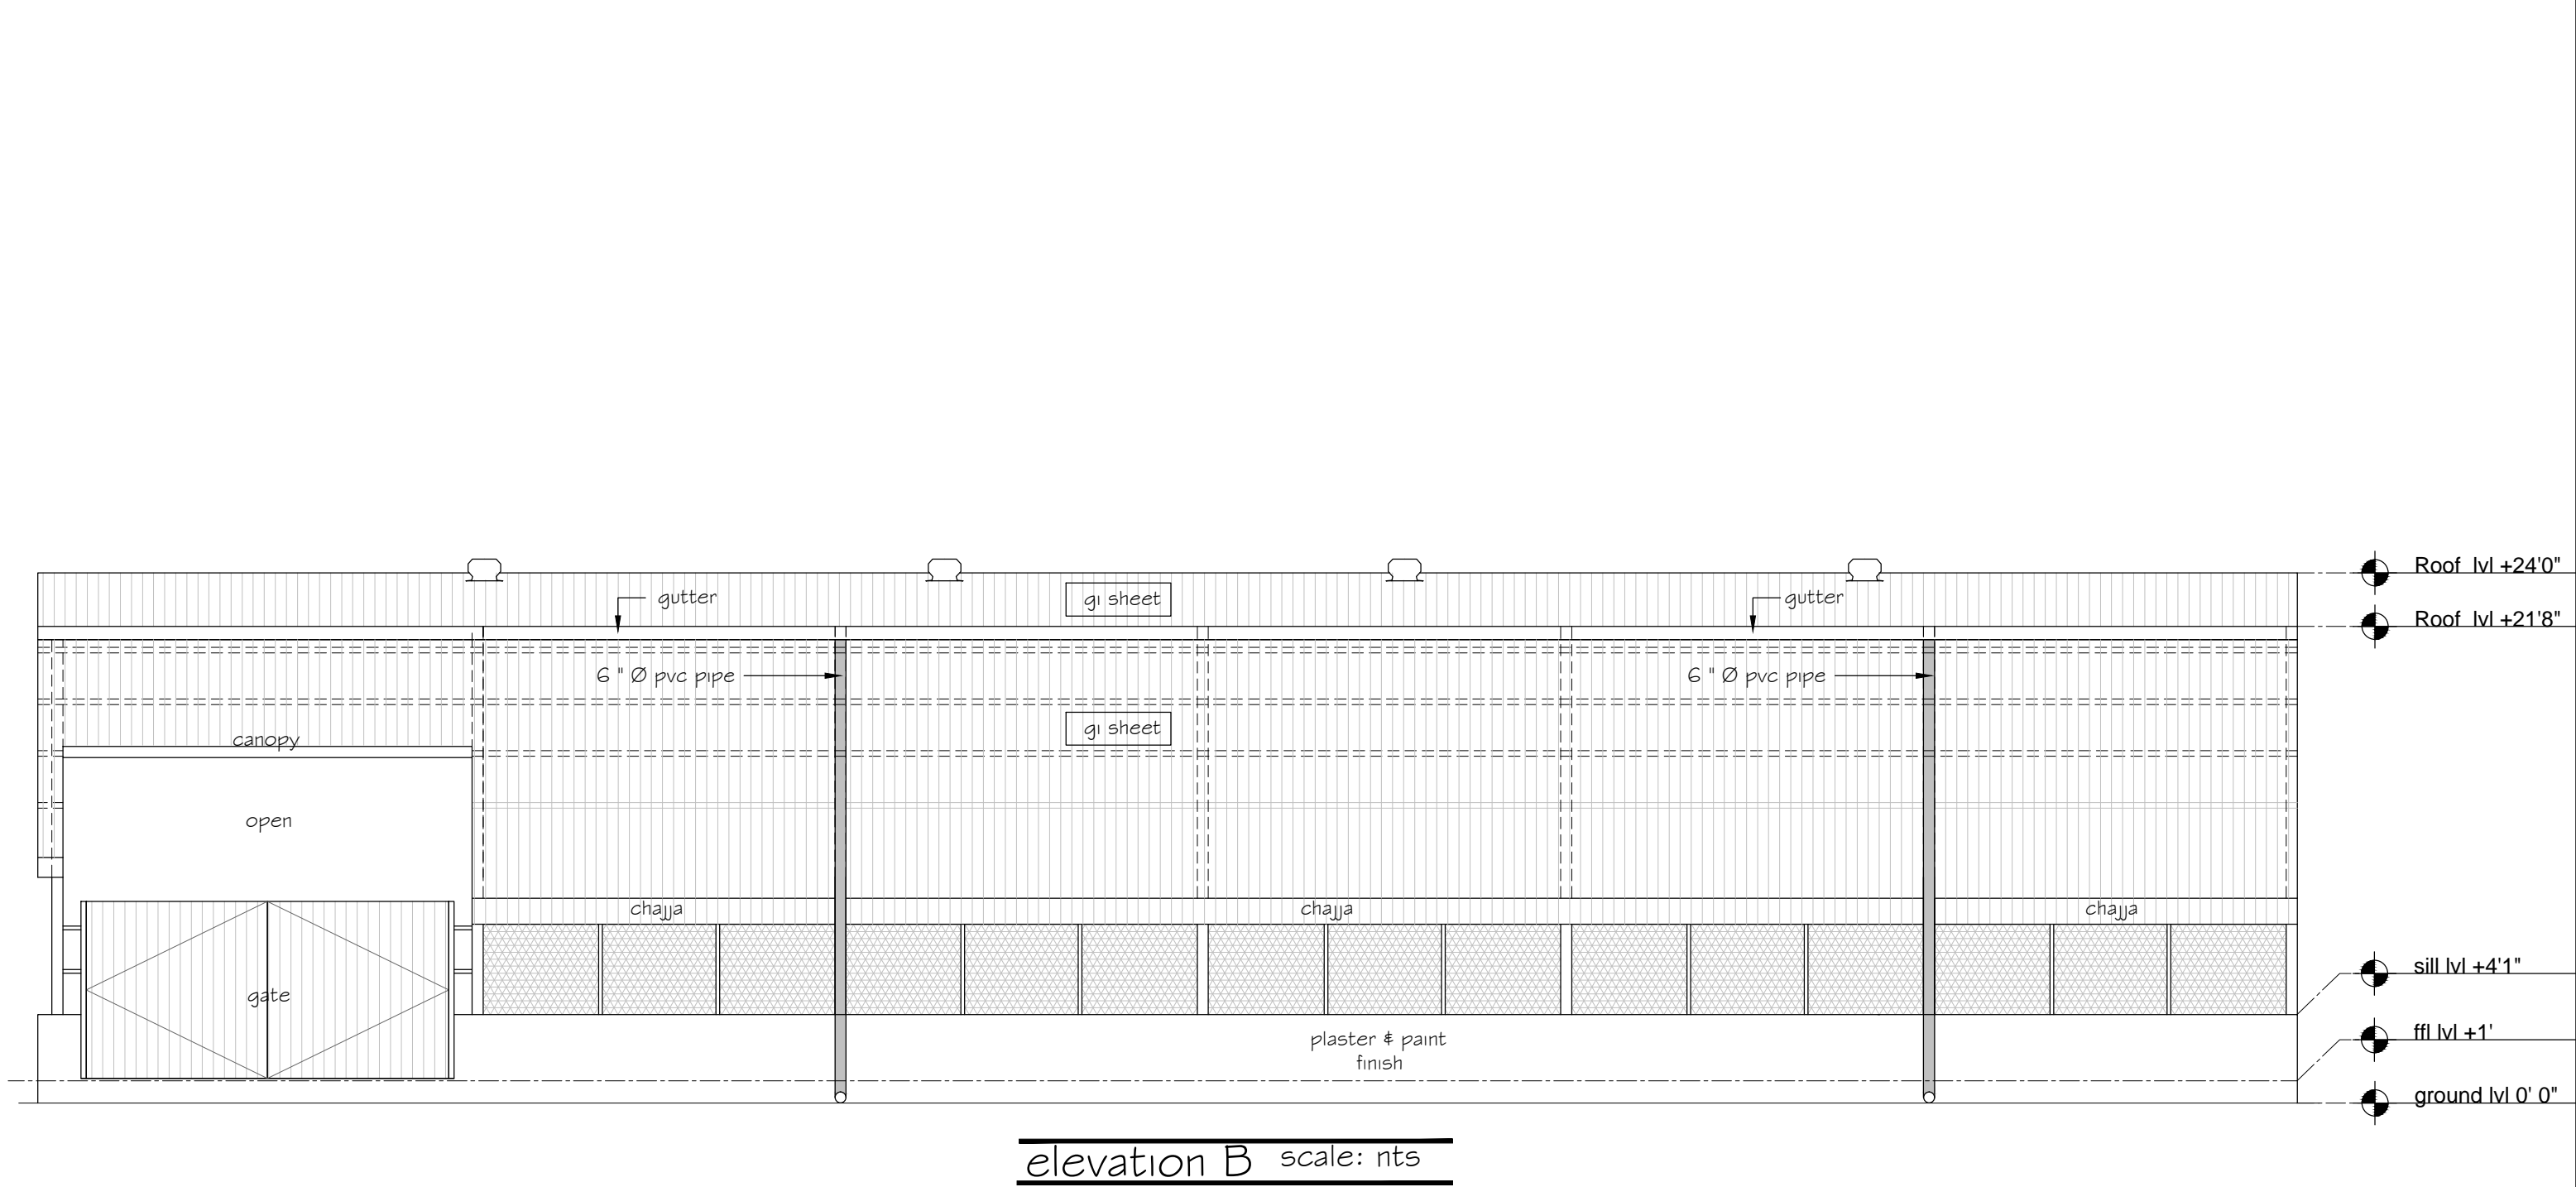 Roof lvl +24'0"
gutter
gi sheet
gutter
Roof lvl +21'8"
6 " Ø pvc pipe
6 " Ø pvc pipe
gi sheet
canopy
open
chajja
chajja
chajja
sill lvl +4'1"
gate
plaster & paint
finish
ffl lvl +1'
ground lvl 0' 0"
elevation B scale: nts